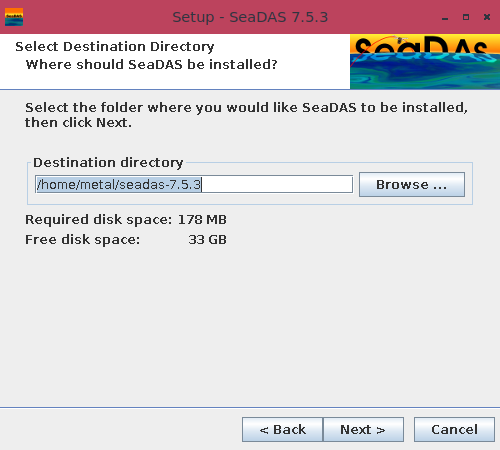 Setup - SeaDAS 7.5.3
Select Destination Directory
Where should SeaDAS be installed?
SeaDAS
Select the folder where you would like SeaDAS to be installed,
then click Next.
Destination directory
/home/metal/seadas-7.5.3
Browse ...
Required disk space: 178 MB
Free disk space: 33 GB
< Back
Next >
Cancel